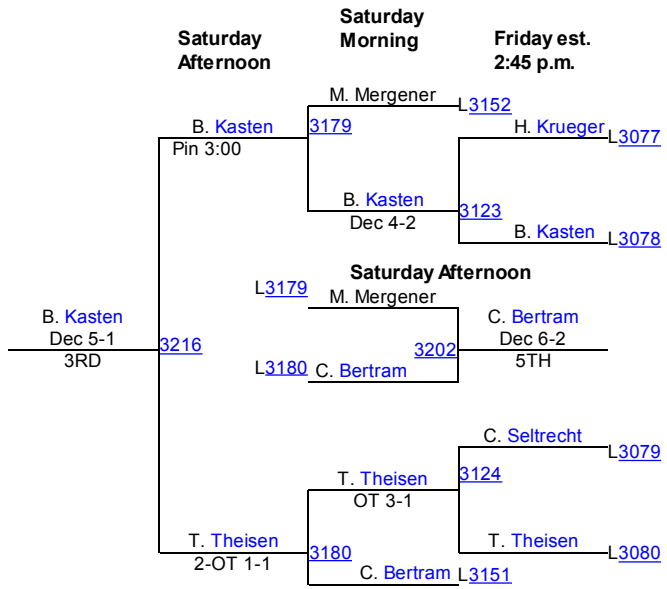 Saturday Afternoon
Saturday Morning
Friday est. 2:45 p.m.
M. Mergener
L3152
B. Kasten
3179
H. Krueger
L3077
Pin 3:00
B. Kasten
3123
Dec 4-2
B. Kasten
L3078
Saturday Afternoon
L3179
M. Mergener
B. Kasten
C. Bertram
Dec 5-1
3216
3202
Dec 6-2
3RD
5TH
L3180
C. Bertram
C. Seltrecht
L3079
T. Theisen
3124
OT 3-1
T. Theisen
3180
T. Theisen
L3080
2-OT 1-1
C. Bertram
L3151